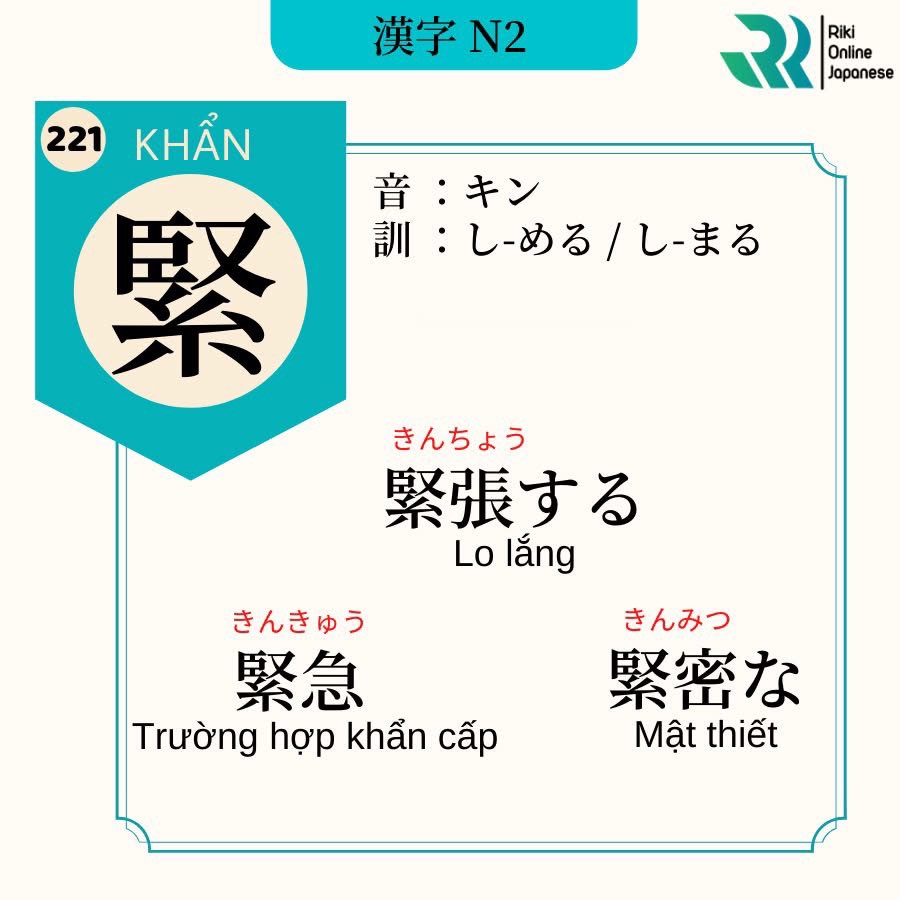 漢字 N2
Riki
Online
Japanese
221 KHẨN
緊
音 ：キン
訓 ：し-める / し-まる
きんちょう
緊張する
Lo lắng
きんきゅう
緊急
Trường hợp khẩn cấp
きんみつ
緊密な
Mật thiết